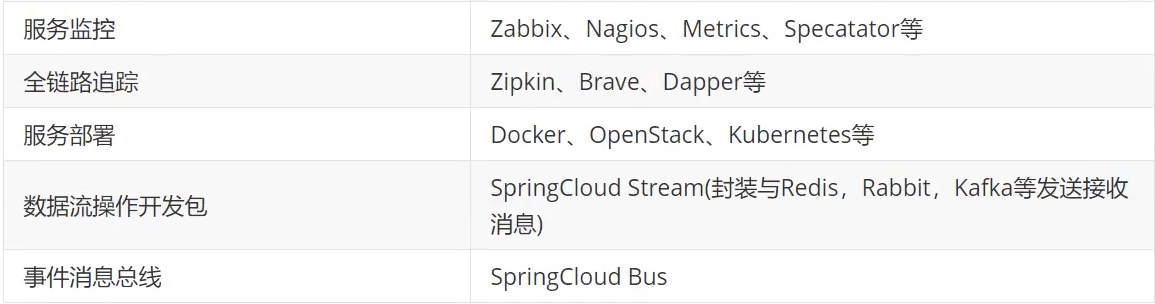 服务监控
Zabbix、Nagios、Metrics、Specatator等
全链路追踪
Zipkin、Brave、Dapper等
服务部署
Docker、OpenStack、Kubernetes等
数据流操作开发包
SpringCloud Stream(封装与Redis，Rabbit，Kafka等发送接收
消息)
事件消息总线
SpringCloud Bus